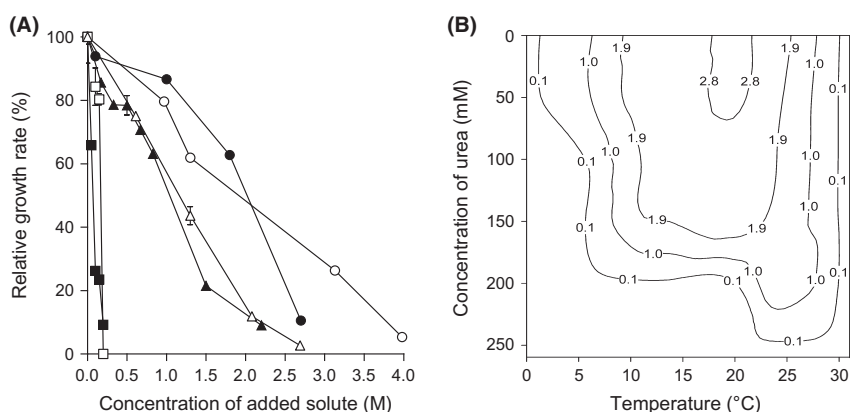 (A)
100
80
60
40
20
0
Relative growth rate (%)
0.0 0.5 1.0 1.5 2.0 2.5 3.0 3.5 4.0
Concentration of added solute (M)
(B)
0
50
100
150
200
250
Concentration of urea (mM)
0.1 1.0 1.9 2.8 2.8 1.9 1.0 0.1
0.1 1.0 1.9 1.9 1.0 0.1
0.1 1.9 1.9 1.0
0.1 1.0 1.0 1.0 0.1
0.1
0 5 10 15 20 25 30
Temperature (°C)